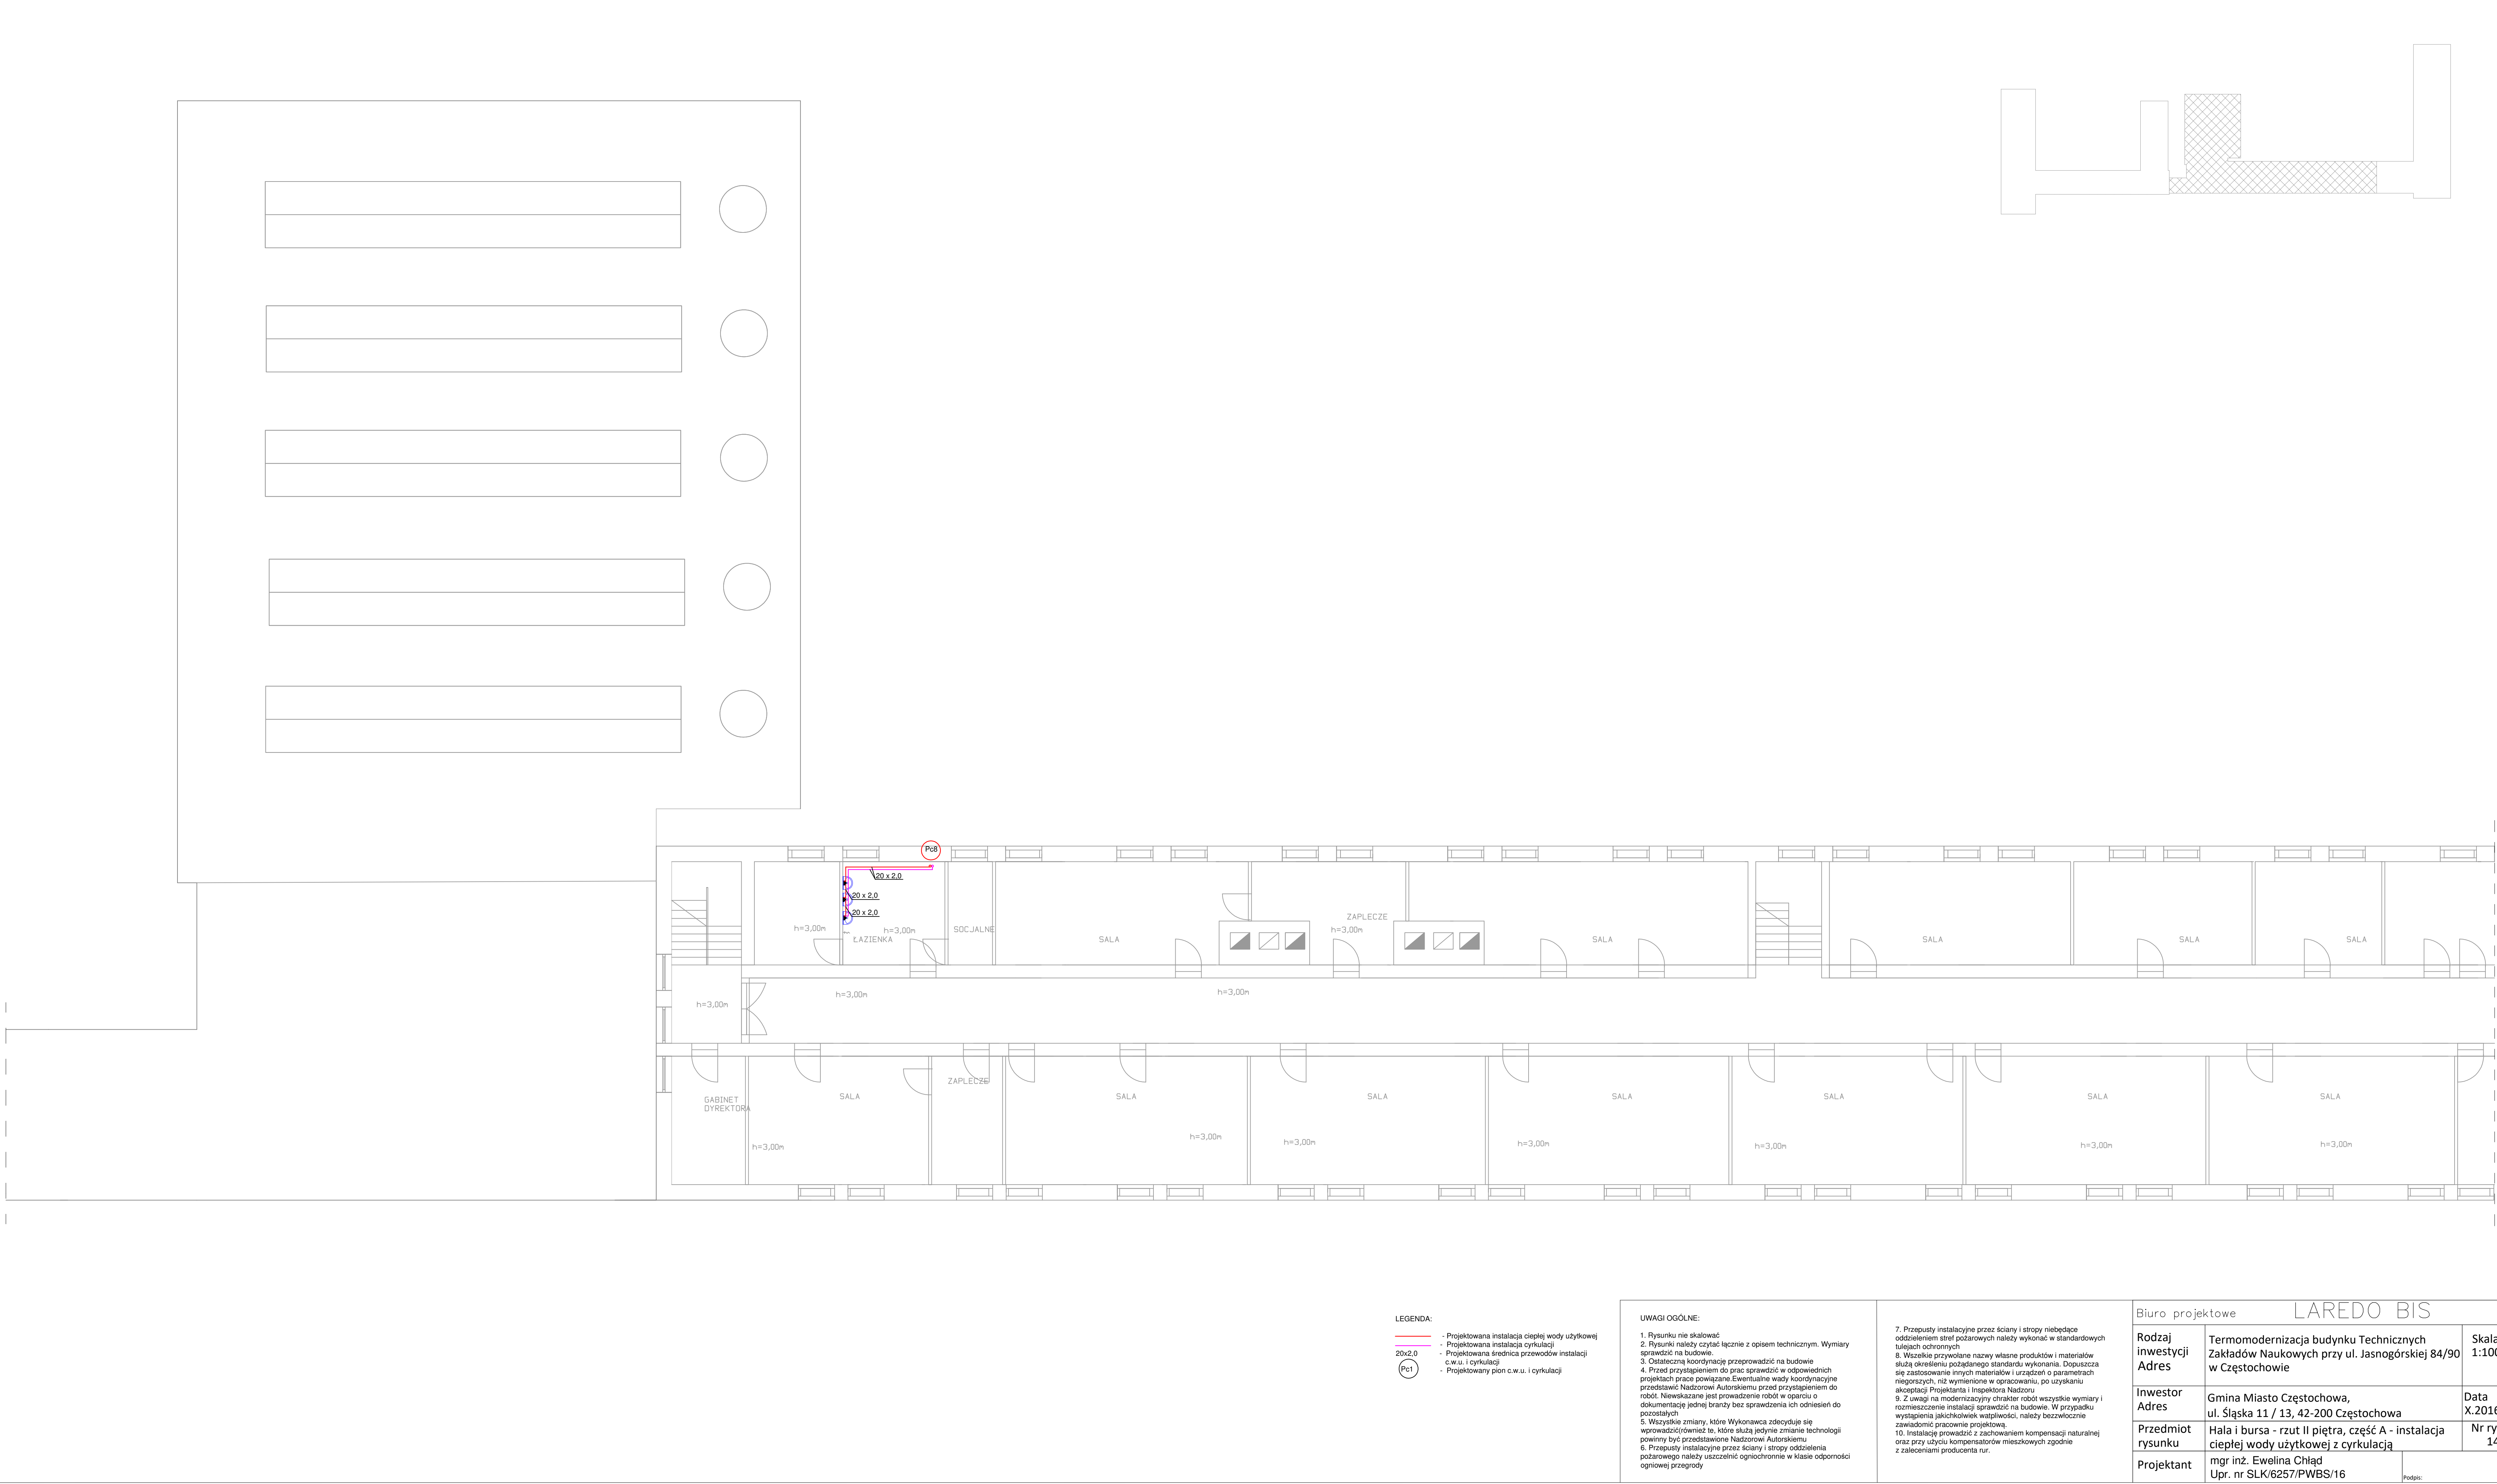 Pc8
20 x 2,0
20 x 2,0
20 x 2,0
h=3,00m
h=3,00m
ŁAZIENKA
SOCJALNE
SALA
ZAPLECZE
h=3,00m
SALA
SALA
SALA
SALA
h=3,00m
h=3,00m
h=3,00m
GABINET
DYREKTORA
SALA
ZAPLECZE
SALA
SALA
SALA
SALA
SALA
SALA
h=3,00m
h=3,00m
h=3,00m
h=3,00m
h=3,00m
h=3,00m
h=3,00m
LEGENDA:
- Projektowana instalacja ciepłej wody użytkowej
- Projektowana instalacja cyrkulacji
20x2,0 - Projektowana średnica przewodów instalacji
c.w.u. i cyrkulacji
Pc1 - Projektowany pion c.w.u. i cyrkulacji
UWAGI OGÓLNE:
1. Rysunku nie skalować
2. Rysunki należy czytać łącznie z opisem technicznym. Wymiary
sprawdzić na budowie.
3. Ostateczną koordynację przeprowadzić na budowie
4. Przed przystąpieniem do prac sprawdzić w odpowiednich
projektach prace powiązane.Ewentualne wady koordynacyjne
przedstawić Nadzorowi Autorskiemu przed przystąpieniem do
robót. Niewskazane jest prowadzenie robót w oparciu o
dokumentację jednej branży bez sprawdzenia ich odniesień do
pozostałych
5. Wszystkie zmiany, które Wykonawca zdecyduje się
wprowadzić(również te, które służą jedynie zmianie technologii
powinny być przedstawione Nadzorowi Autorskiemu
6. Przepusty instalacyjne przez ściany i stropy oddzielenia
pożarowego należy uszczelnić ogniochronnie w klasie odporności
ogniowej przegrody
7. Przepusty instalacyjne przez ściany i stropy niebędące
oddzieleniem stref pożarowych należy wykonać w standardowych
tulejach ochronnych
8. Wszelkie przywołane nazwy własne produktów i materiałów
służą określeniu pożądanego standardu wykonania. Dopuszcza
się zastosowanie innych materiałów i urządzeń o parametrach
niegorszych, niż wymienione w opracowaniu, po uzyskaniu
akceptacji Projektanta i Inspektora Nadzoru
9. Z uwagi na modernizacyjny chrakter robót wszystkie wymiary i
rozmieszczenie instalacji sprawdzić na budowie. W przypadku
wystąpienia jakichkolwiek watpliwości, należy bezzwłocznie
zawiadomić pracownie projektową.
10. Instalację prowadzić z zachowaniem kompensacji naturalnej
oraz przy użyciu kompensatorów mieszkowych zgodnie
z zaleceniami producenta rur.
Biuro projektowe LAREDO BIS
Rodzaj
inwestycji
Adres
Termomodernizacja budynku Technicznych
Zakładów Naukowych przy ul. Jasnogórskiej 84/90
w Częstochowie
Skala
1:100
Inwestor
Adres
Gmina Miasto Częstochowa,
ul. Śląska 11 / 13, 42-200 Częstochowa
Data
X.2016
Przedmiot
rysunku
Hala i bursa - rzut II piętra, część A - instalacja
ciepłej wody użytkowej z cyrkulacją
Nr ry
14
Projektant
mgr inż. Ewelina Chłąd
Upr. nr SLK/6257/PWBS/16
Podpis: